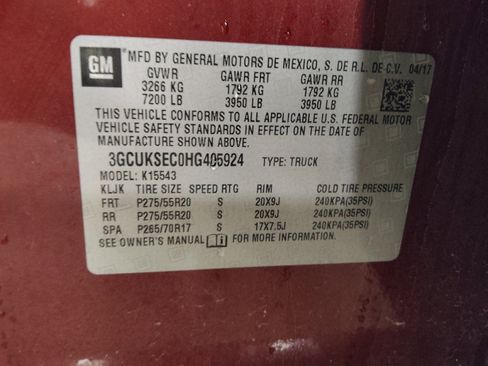 GM
MFD BY GENERAL MOTORS DE MEXICO, S. DE R.L. DE C.V. 04/17
GVWR GAWR FRT GAWR RR
3266 KG 1792 KG 1792 KG
7200 LB 3950 LB 3950 LB
THIS VEHICLE CONFORMS TO ALL APPLICABLE U.S. FEDERAL MOTOR
VEHICLE SAFETY STANDARDS IN EFFECT ON THE DATE OF
MANUFACTURE SHOWN ABOVE.
3GCUKSEC0HG405924 TYPE: TRUCK
MODEL: K15543
KLJK TIRE SIZE SPEED RTG RIM COLD TIRE PRESSURE
FRT P275/55R20 S 20X9J 240KPA(35PSI)
RR P275/55R20 S 20X9J 240KPA(35PSI)
SPA P265/70R17 S 17X7.5J 240KPA(35PSI)
SEE OWNER'S MANUAL